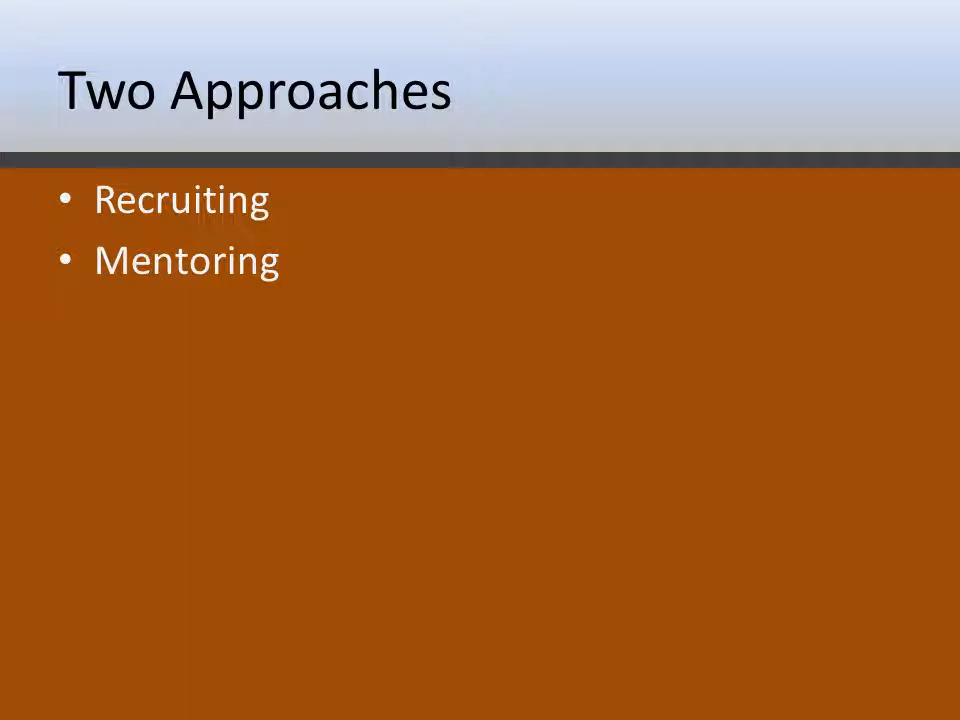 Two Approaches
• Recruiting
• Mentoring